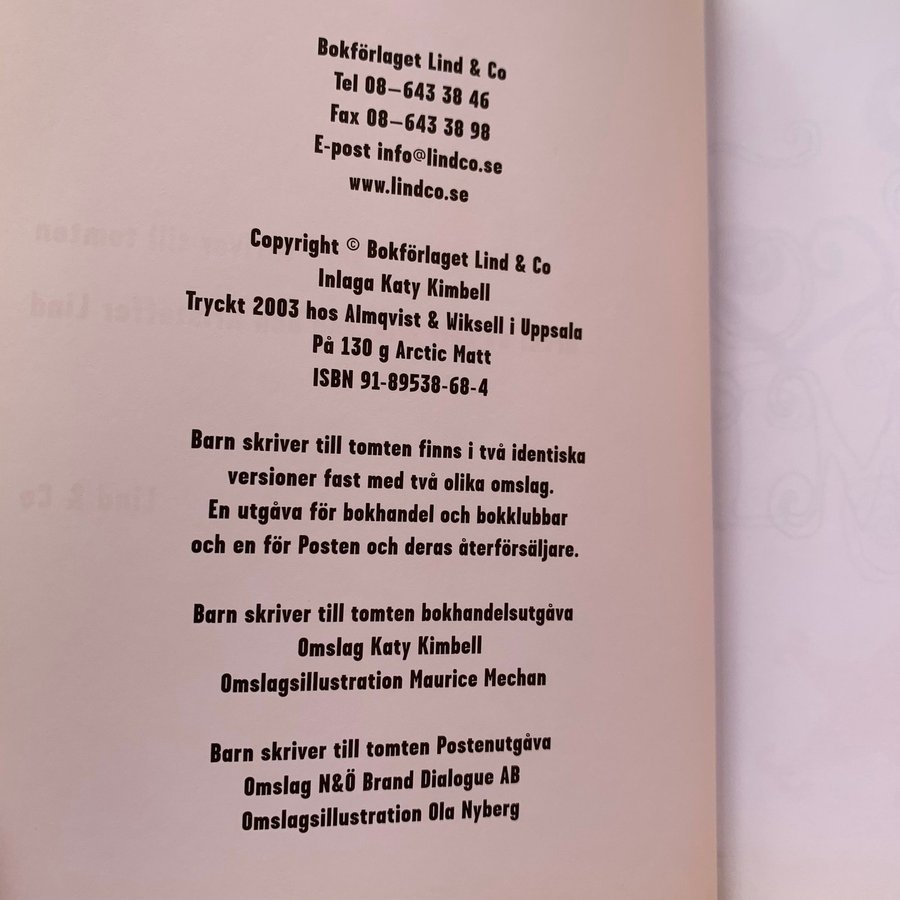 Bokförlaget Lind & Co
Tel 08–643 38 46
Fax 08–643 38 98
E-post info@lindco.se
www.lindco.se
Copyright © Bokförlaget Lind & Co
Inlaga Katy Kimbell
Tryckt 2003 hos Almqvist & Wiksell i Uppsala
På 130 g Arctic Matt
ISBN 91-89538-68-4
Barn skriver till tomten finns i två identiska
versioner fast med två olika omslag.
En utgåva för bokhandel och bokklubbar
och en för Posten och deras återförsäljare.
Barn skriver till tomten bokhandelsutgåva
Omslag Katy Kimbell
Omslagsillustration Maurice Mechan
Barn skriver till tomten Postenutgåva
Omslag N&Ö Brand Dialogue AB
Omslagsillustration Ola Nyberg